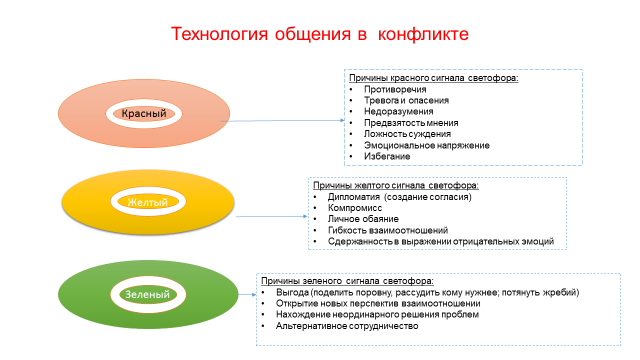 Технология общения в конфликте
Красный
Причины красного сигнала светофора:
• Противоречия
• Тревога и опасения
• Недоразумения
• Предвзятость мнения
• Ложность суждения
• Эмоциональное напряжение
• Избегание
Желтый
Причины желтого сигнала светофора:
• Дипломатия (создание согласия)
• Компромисс
• Личное обаяние
• Гибкость взаимоотношений
• Сдержанность в выражении отрицательных эмоций
Зеленый
Причины зеленого сигнала светофора:
• Выгода (поделить поровну, рассудить кому нужнее; потянуть жребий)
• Открытие новых перспектив взаимоотношении
• Нахождение неординарного решения проблем
• Альтернативное сотрудничество